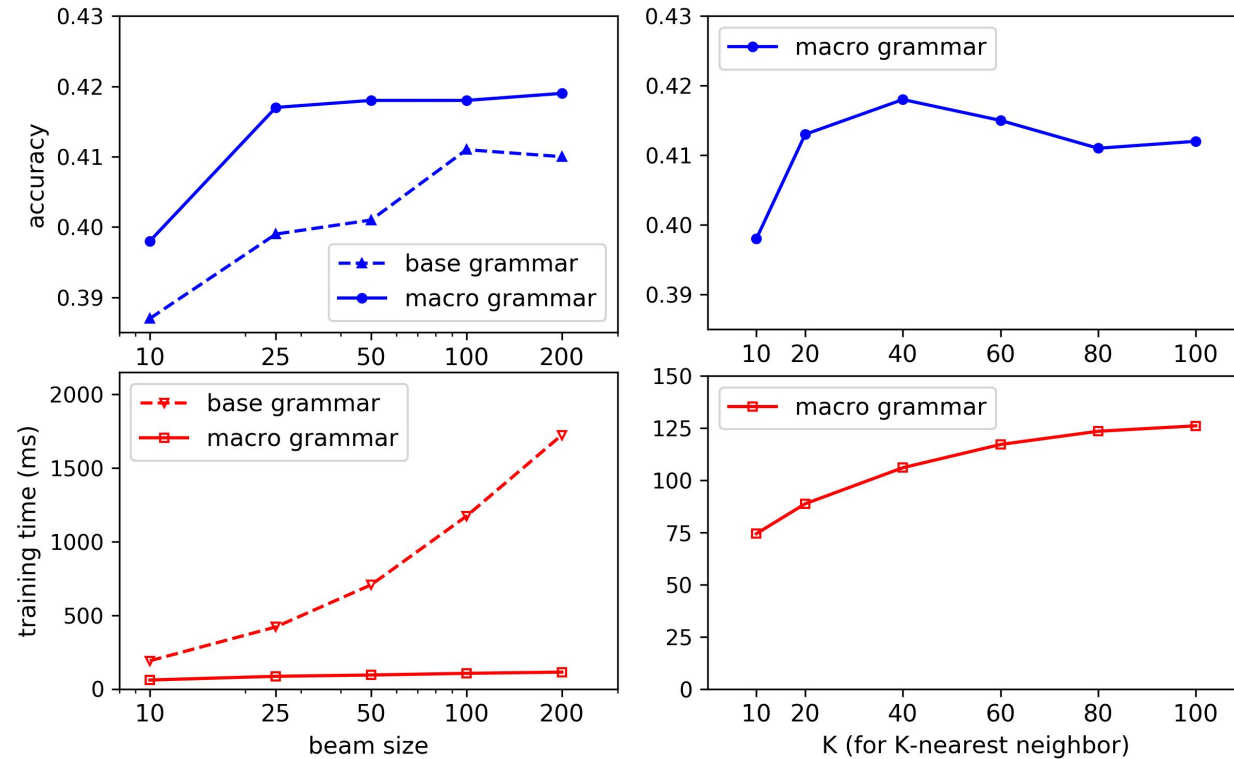 0.43
0.42
0.41
0.40
0.39
accuracy
base grammar
macro grammar
10 25 50 100 200
0.43
0.42
0.41
0.40
0.39
macro grammar
10 20 40 60 80 100
2000
1500
1000
500
0
training time (ms)
base grammar
macro grammar
10 25 50 100 200
beam size
150
125
100
75
50
25
0
macro grammar
10 20 40 60 80 100
K (for K-nearest neighbor)